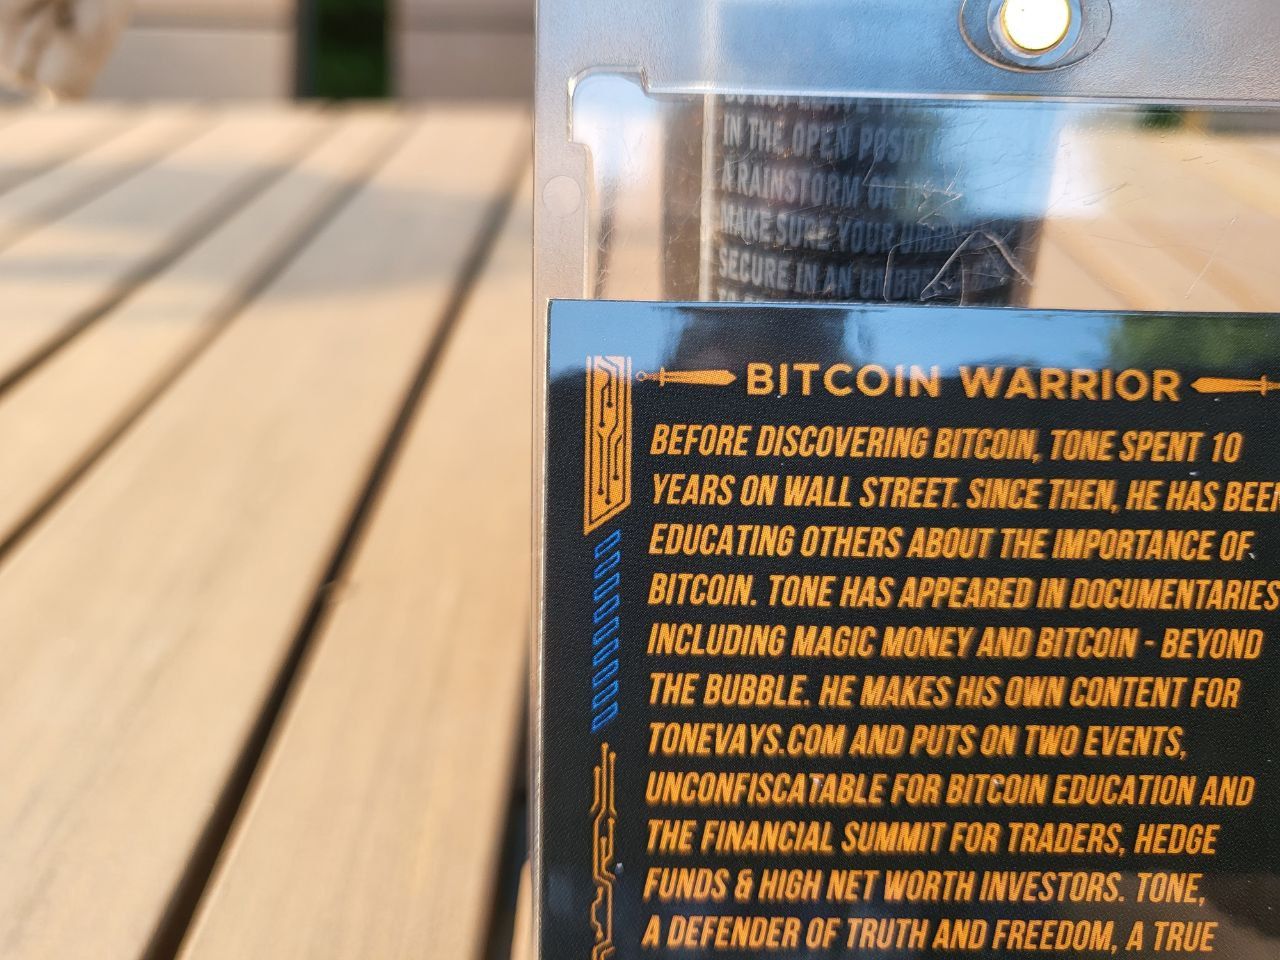 IN THE OPEN
A RAINSTORM OR
MAKE SURE YOUR
SECURE IN AN
BITCOIN WARRIOR
BEFORE DISCOVERING BITCOIN, TONE SPENT 10
YEARS ON WALL STREET. SINCE THEN, HE HAS BEEN
EDUCATING OTHERS ABOUT THE IMPORTANCE OF
BITCOIN. TONE HAS APPEARED IN DOCUMENTARIES
INCLUDING MAGIC MONEY AND BITCOIN - BEYOND
THE BUBBLE. HE MAKES HIS OWN CONTENT FOR
TONEVAYS.COM AND PUTS ON TWO EVENTS,
UNCONFISCATABLE FOR BITCOIN EDUCATION AND
THE FINANCIAL SUMMIT FOR TRADERS, HEDGE
FUNDS & HIGH NET WORTH INVESTORS. TONE,
A DEFENDER OF TRUTH AND FREEDOM, A TRUE